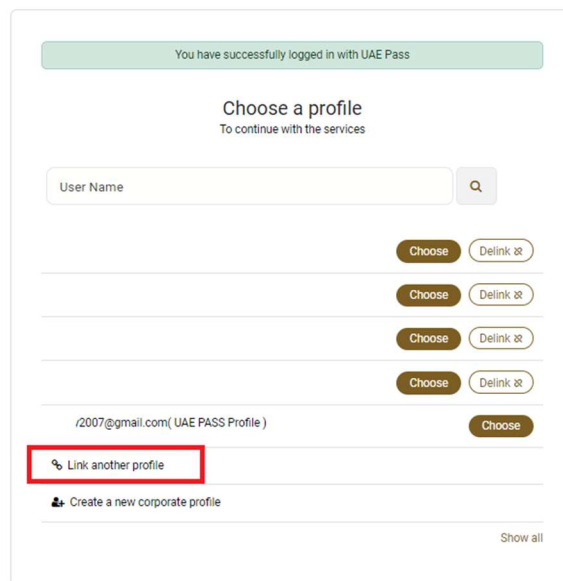 You have successfully logged in with UAE Pass
Choose a profile
To continue with the services
User Name
Choose Delink
Choose Delink
Choose Delink
Choose Delink
/2007@gmail.com( UAE PASS Profile ) Choose
Link another profile
Create a new corporate profile
Show all